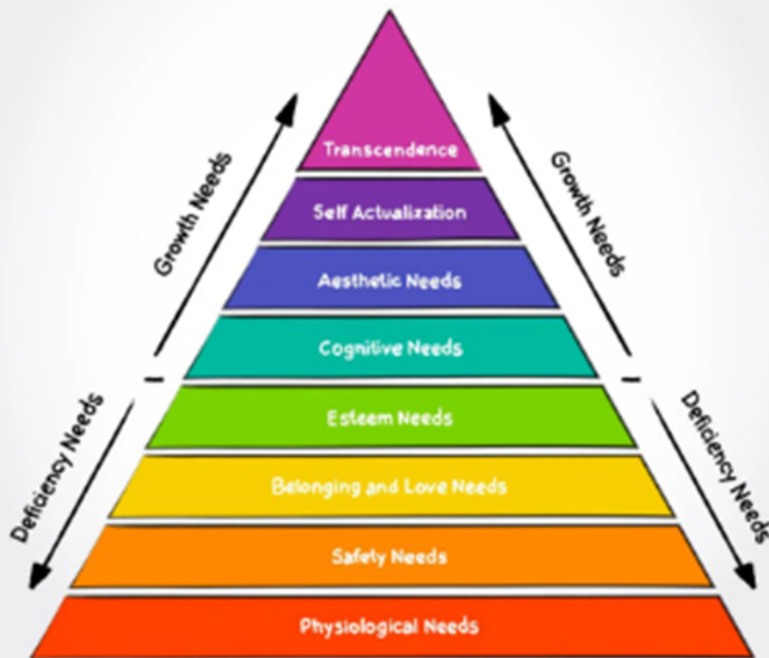 Transcendence
Growth Needs
Growth Needs
Self Actualization
Aesthetic Needs
Cognitive Needs
Esteem Needs
Deficiency Needs
Deficiency Needs
Belonging and Love Needs
Safety Needs
Physiological Needs